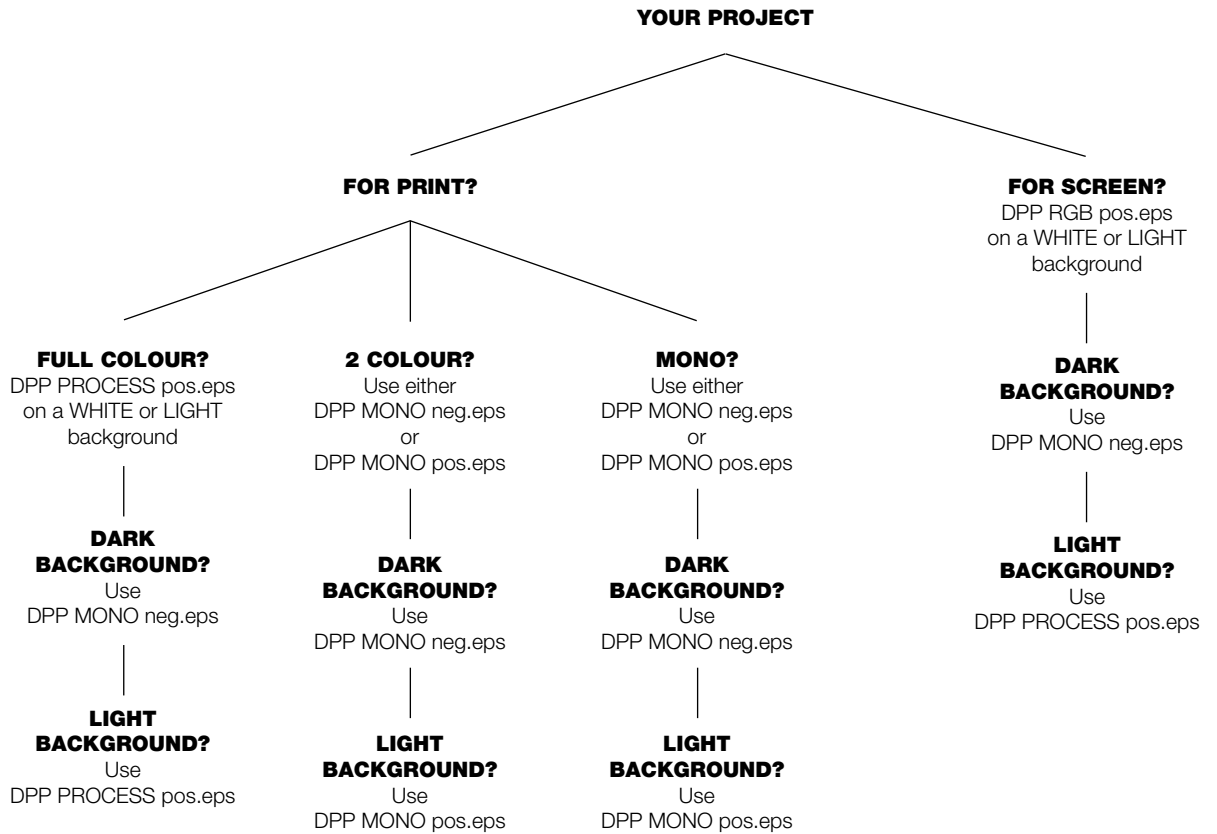 YOUR PROJECT
FOR PRINT?
FULL COLOUR?
DPP PROCESS pos.eps
on a WHITE or LIGHT
background
DARK
BACKGROUND?
Use
DPP MONO neg.eps
LIGHT
BACKGROUND?
Use
DPP PROCESS pos.eps
2 COLOUR?
Use either
DPP MONO neg.eps
or
DPP MONO pos.eps
DARK
BACKGROUND?
Use
DPP MONO neg.eps
LIGHT
BACKGROUND?
Use
DPP MONO pos.eps
MONO?
Use either
DPP MONO neg.eps
or
DPP MONO pos.eps
DARK
BACKGROUND?
Use
DPP MONO neg.eps
LIGHT
BACKGROUND?
Use
DPP MONO pos.eps
FOR SCREEN?
DPP RGB pos.eps
on a WHITE or LIGHT
background
DARK
BACKGROUND?
Use
DPP MONO neg.eps
LIGHT
BACKGROUND?
Use
DPP PROCESS pos.eps